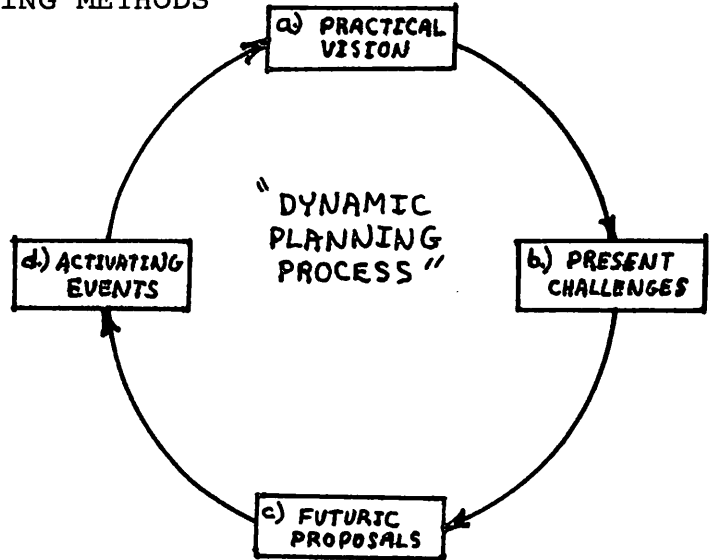 ING METHODS
a.) PRACTICAL
VISION
"DYNAMIC
PLANNING
PROCESS"
d.) ACTIVATING
EVENTS
b.) PRESENT
CHALLENGES
c.) FUTURIC
PROPOSALS